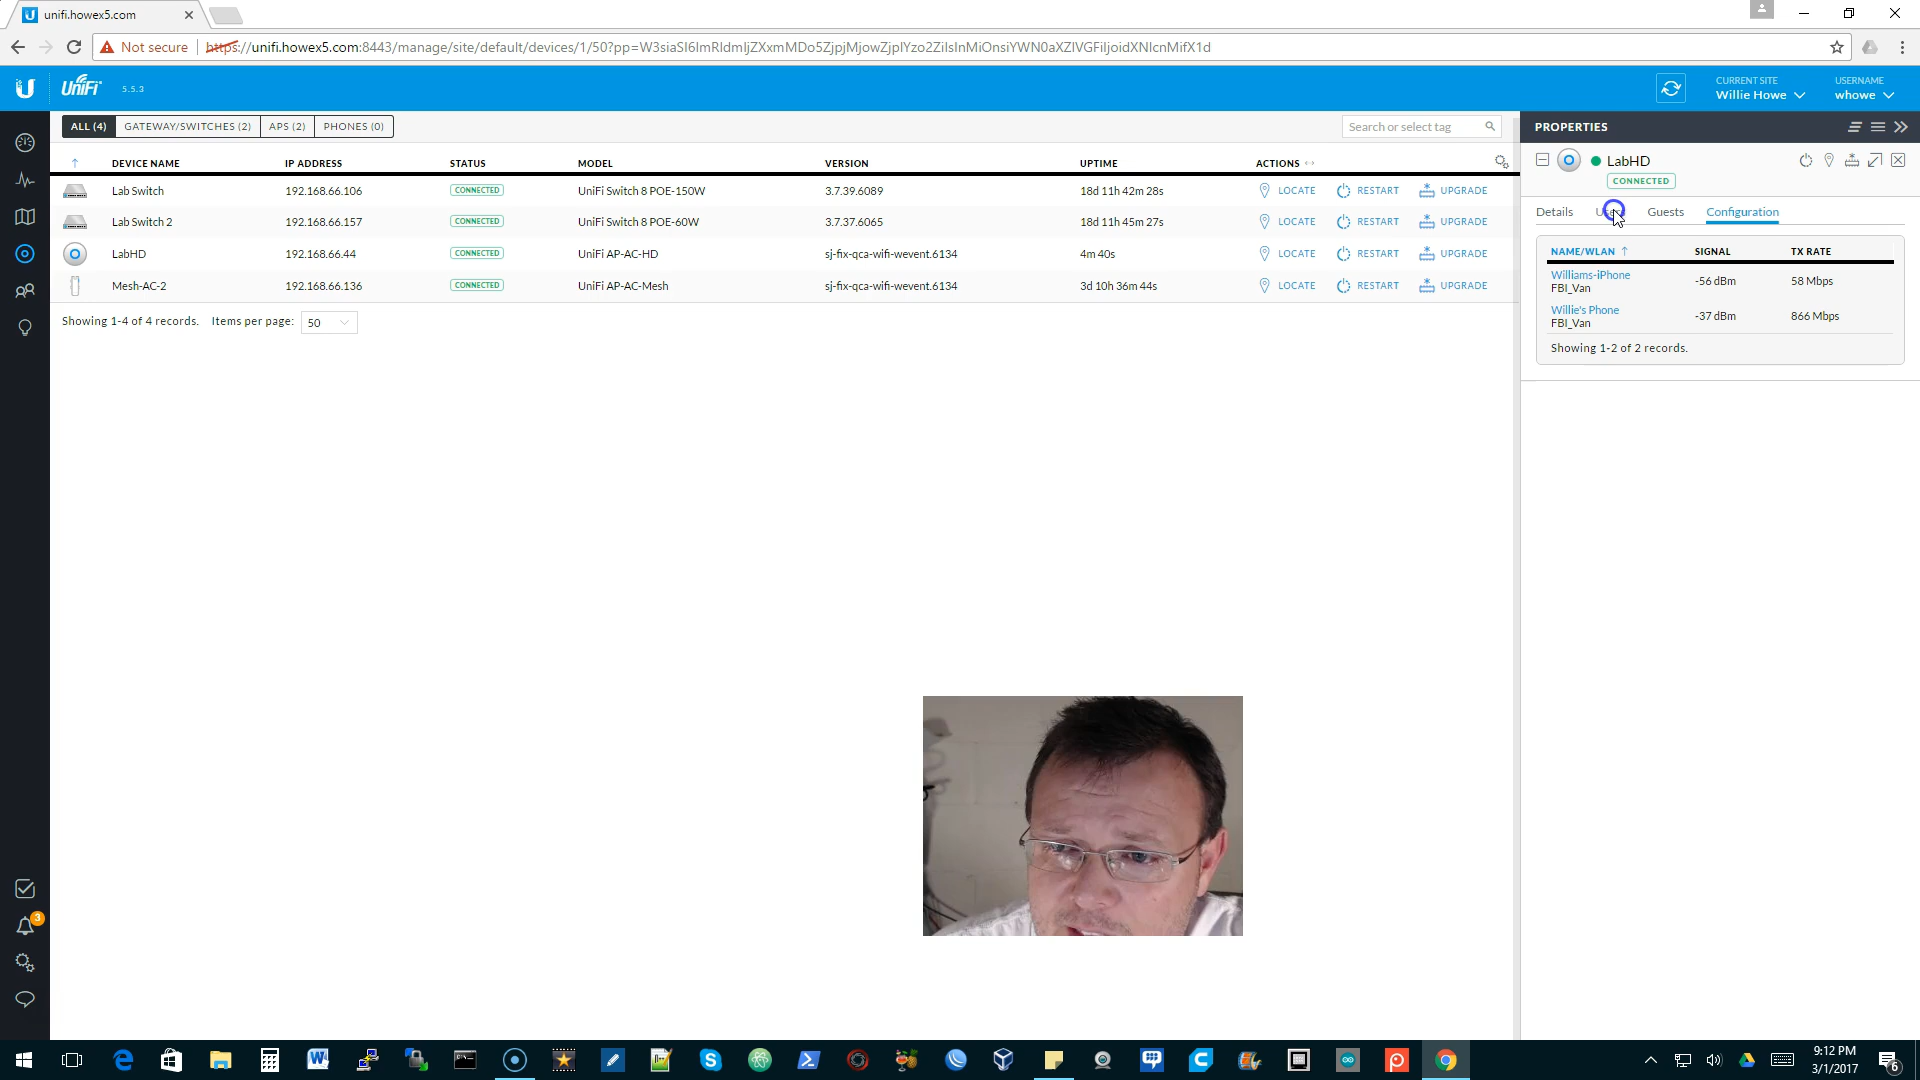 unifi.howex5.com
Not secure
https://unifi.howex5.com:8443/manage/site/default/devices/1/50?pp=
UniFi 5.5.3
CURRENT SITE
Willie Howe
USERNAME
whowe
ALL (4) GATEWAY/SWITCHES (2) APS (2) PHONES (0)
Search or select tag
DEVICE NAME IP ADDRESS STATUS MODEL VERSION UPTIME ACTIONS
Lab Switch 192.168.66.106 CONNECTED UniFi Switch 8 POE-150W 3.7.39.6089 18d 11h 42m 28s LOCATE RESTART UPGRADE
Lab Switch 2 192.168.66.157 CONNECTED UniFi Switch 8 POE-60W 3.7.37.6065 18d 11h 45m 27s LOCATE RESTART UPGRADE
LabHD 192.168.66.44 CONNECTED UniFi AP-AC-HD sj-fix-qca-wifi-wevent.6134 4m 40s LOCATE RESTART UPGRADE
Mesh-AC-2 192.168.66.136 CONNECTED UniFi AP-AC-Mesh sj-fix-qca-wifi-wevent.6134 3d 10h 36m 44s LOCATE RESTART UPGRADE
Showing 1-4 of 4 records. Items per page: 50
PROPERTIES
LabHD
CONNECTED
Details Guests Configuration
NAME/WLAN SIGNAL TX RATE
Williams-iPhone
FBI_Van -56 dBm 58 Mbps
Willie's Phone
FBI_Van -37 dBm 866 Mbps
Showing 1-2 of 2 records.
3
9:12 PM
3/1/2017
6